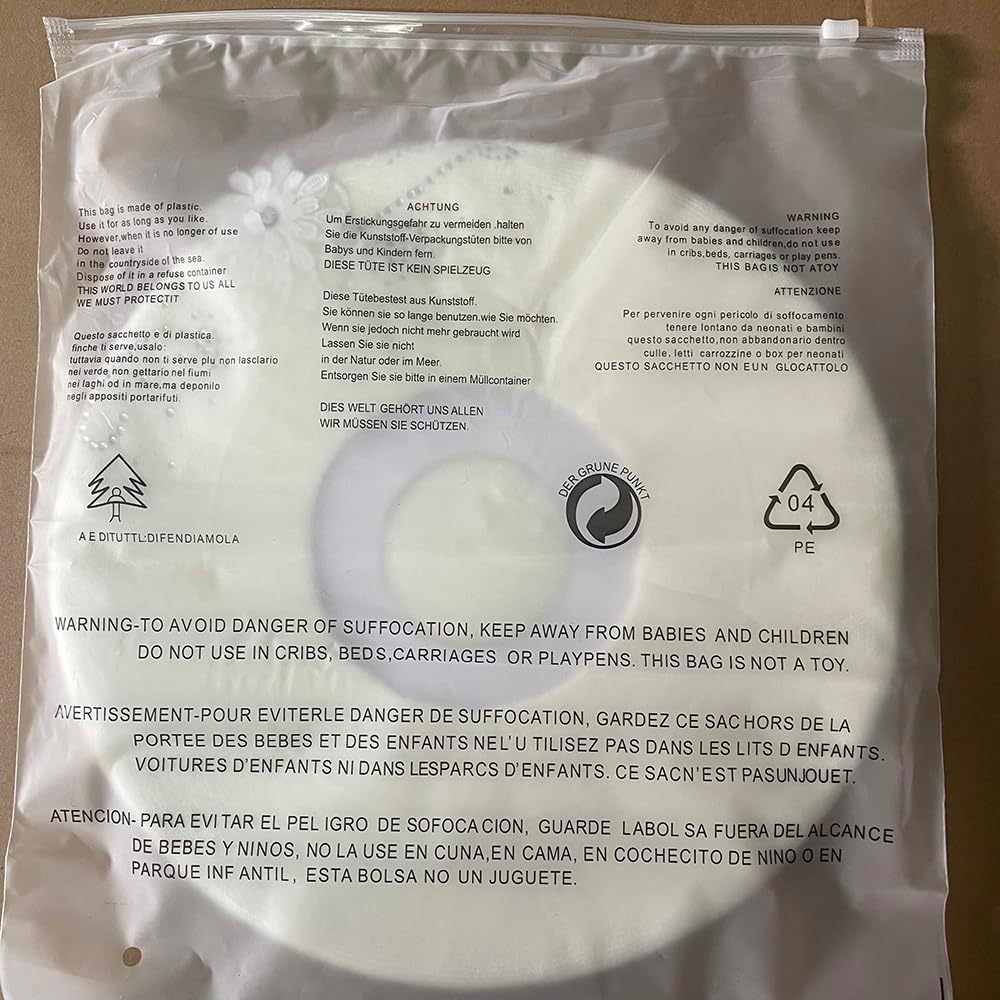 This bag is made of plastic.
Use it for as long as you like.
However,when it is no longer of use
Do not leave it
in the countryside of the sea.
Dispose of it in a refuse container
THIS WORLD BELONGS TO US ALL
WE MUST PROTECTIT
Questo sacchetto e di plastica.
finche ti serve,usalo:
tuttavia quando non ti serve plu non lasclario
nei verde non gettario nel fiumi
nei laghi od in mare,ma deponilo
negli appositi portarifuti.
A E DITUTTL:DIFENDIAMOLA
ACHTUNG
Um Erstickungsgefahr zu vermeiden .halten
Sie die Kunststoff-Verpackungstüten bitte von
Babys und Kindern fern.
DIESE TÜTE IST KEIN SPIELZEUG
Diese Tütebestest aus Kunststoff.
Sie können sie so lange benutzen.wie Sie möchten.
Wenn sie jedoch nicht mehr gebraucht wird
Lassen Sie sie nicht
in der Natur oder im Meer.
Entsorgen Sie sie bitte in einem Müllcontainer
DIES WELT GEHÖRT UNS ALLEN
WIR MÜSSEN SIE SCHÜTZEN.
DER GRUNE PUNKT
WARNING
To avoid any danger of suffocation keep
away from babies and children,do not use
in cribs,beds, carriages or play pens.
THIS BAGIS NOT ATOY
ATTENZIONE
Per pervenire ogni pericolo di soffocamento
tenere lontano da neonati e bambini
questo sacchetto,non abbandonario dentro
culle, letti carrozzine o box per neonati
QUESTO SACCHETTO NON EUN GLOCATTOLO
04
PE
WARNING-TO AVOID DANGER OF SUFFOCATION, KEEP AWAY FROM BABIES AND CHILDREN
DO NOT USE IN CRIBS, BEDS,CARRIAGES OR PLAYPENS. THIS BAG IS NOT A TOY.
AVERTISSEMENT-POUR EVITERLE DANGER DE SUFFOCATION, GARDEZ CE SAC HORS DE LA
PORTEE DES BEBES ET DES ENFANTS NEL'U TILISEZ PAS DANS LES LITS D ENFANTS.
VOITURES D'ENFANTS NI DANS LESPARCS D'ENFANTS. CE SACN'EST PASUNJOUET.
ATENCION- PARA EVI TAR EL PEL IGRO DE SOFOCA CION, GUARDE LABOL SA FUERA DEL ALCANCE
DE BEBES Y NINOS, NO LA USE EN CUNA,EN CAMA, EN COCHECITO DE NINO O EN
PARQUE INF ANTIL, ESTA BOLSA NO UN JUGUETE.